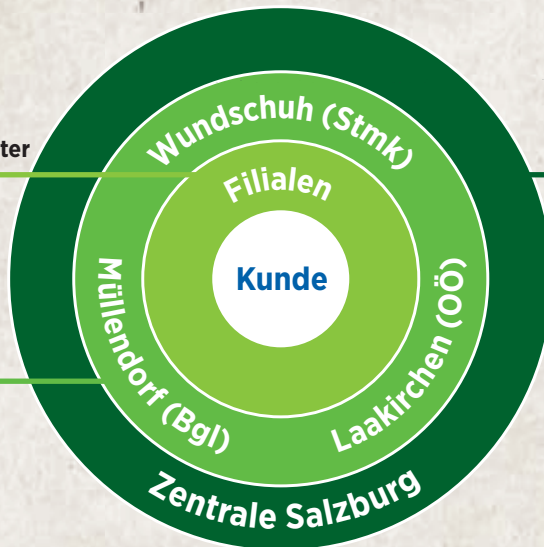 Wundschuh (Stmk)
ter
Filialen
Kunde
Müllendorf (Bgl)
Laakirchen (OÖ)
Zentrale Salzburg